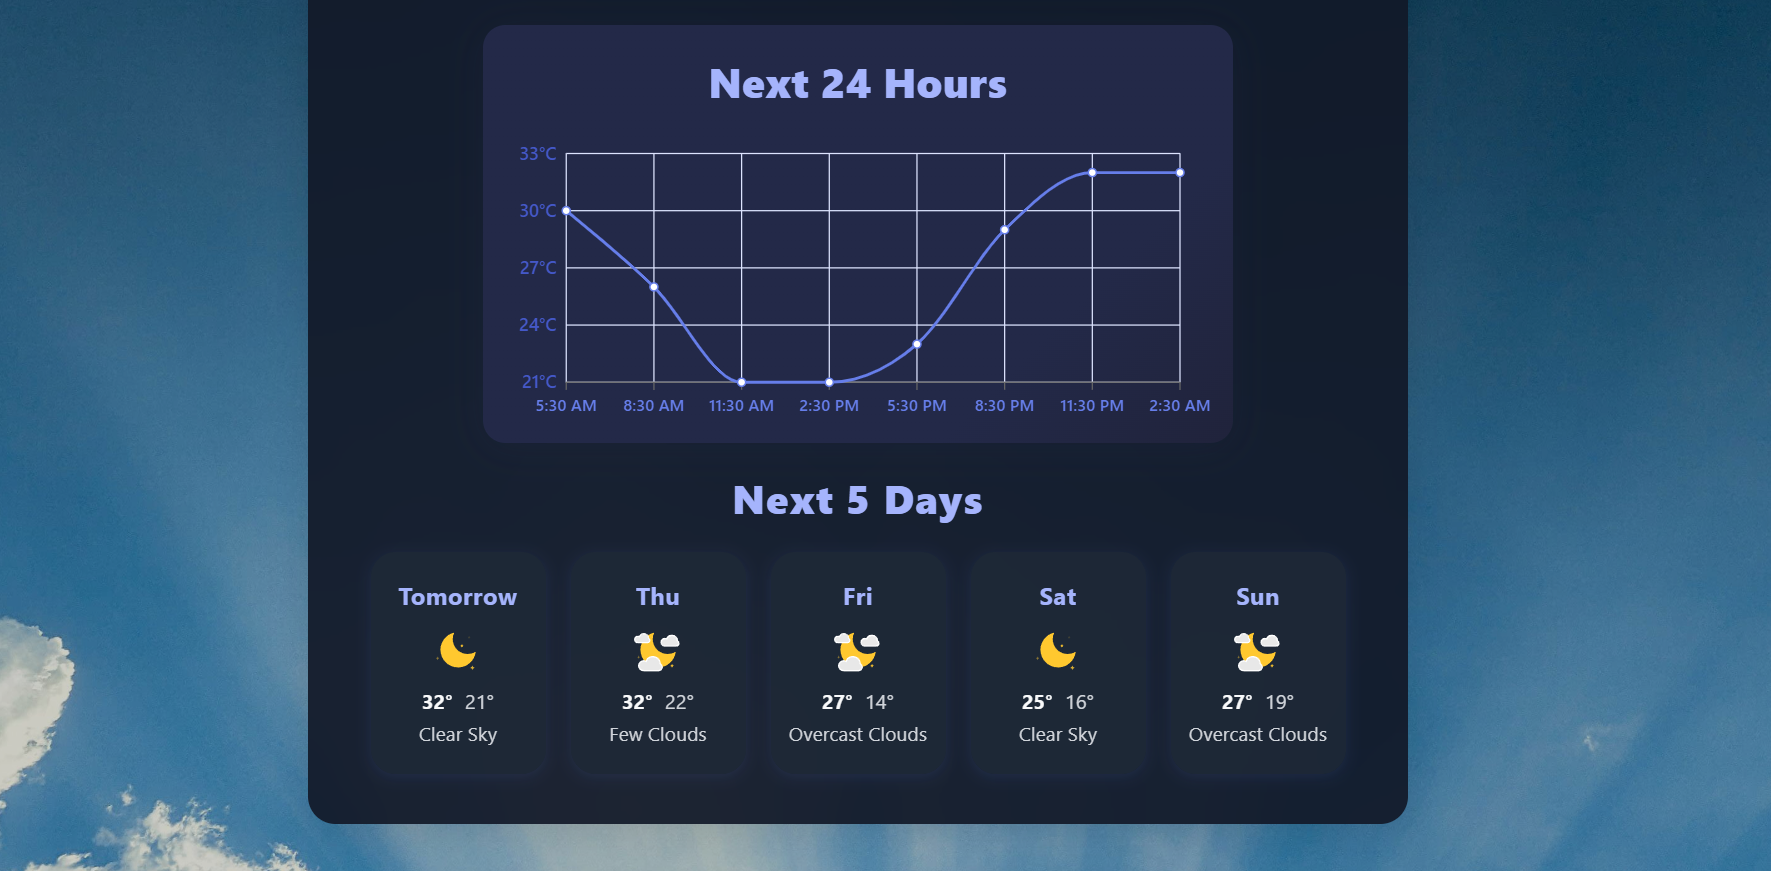 Next 24 Hours
33°C
30°C
27°C
24°C
21°C
5:30 AM 8:30 AM 11:30 AM 2:30 PM 5:30 PM 8:30 PM 11:30 PM 2:30 AM
Next 5 Days
Tomorrow
32° 21°
Clear Sky
Thu
32° 22°
Few Clouds
Fri
27° 14°
Overcast Clouds
Sat
25° 16°
Clear Sky
Sun
27° 19°
Overcast Clouds